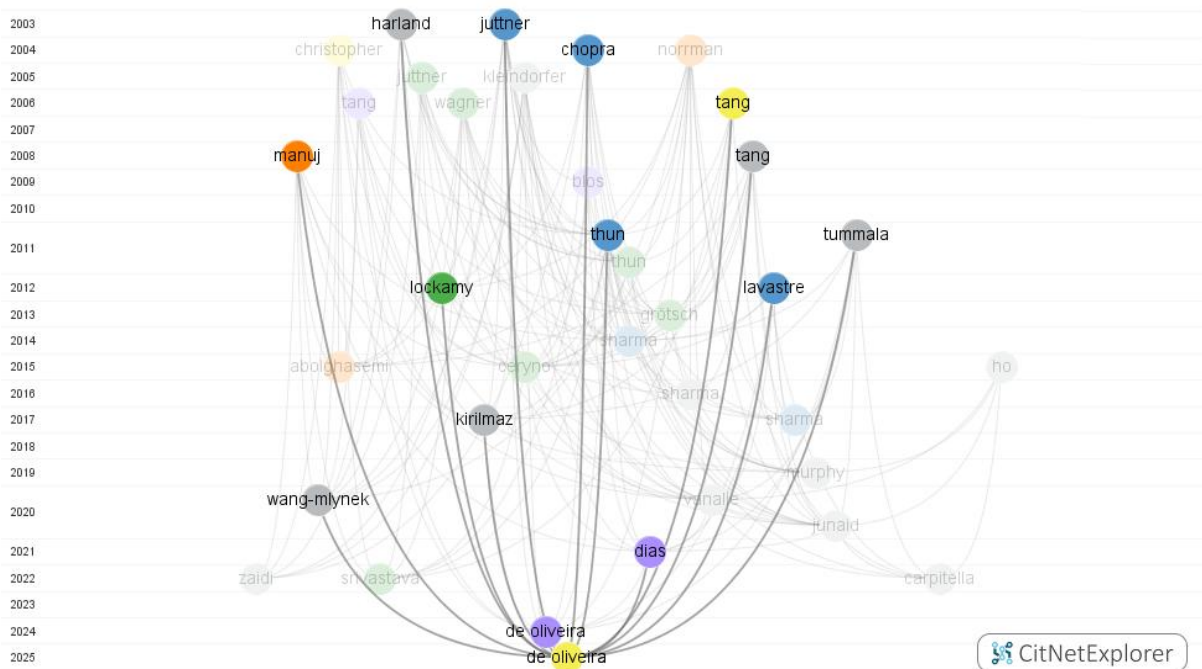 2003 harland juttner
2004 christopher chopra norrman
2005 juttner kleindorfer
2006 tang wagner tang
2007
2008 manuj tang
2009 blos
2010
thun tummala
2011 thun
2012 lockamy lavastre
2013 grötsch
2014 sharma
2015 abolghasemi ceryno ho
2016 sharma
2017 kirilmaz sharma
2018
2019 murphy
wang-mlynek vynalle
2020 junaid
2021 dias
2022 zaidi srivastava carpitella
2023
2024 de oliveira
2025 de oliveira
CitNetExplorer